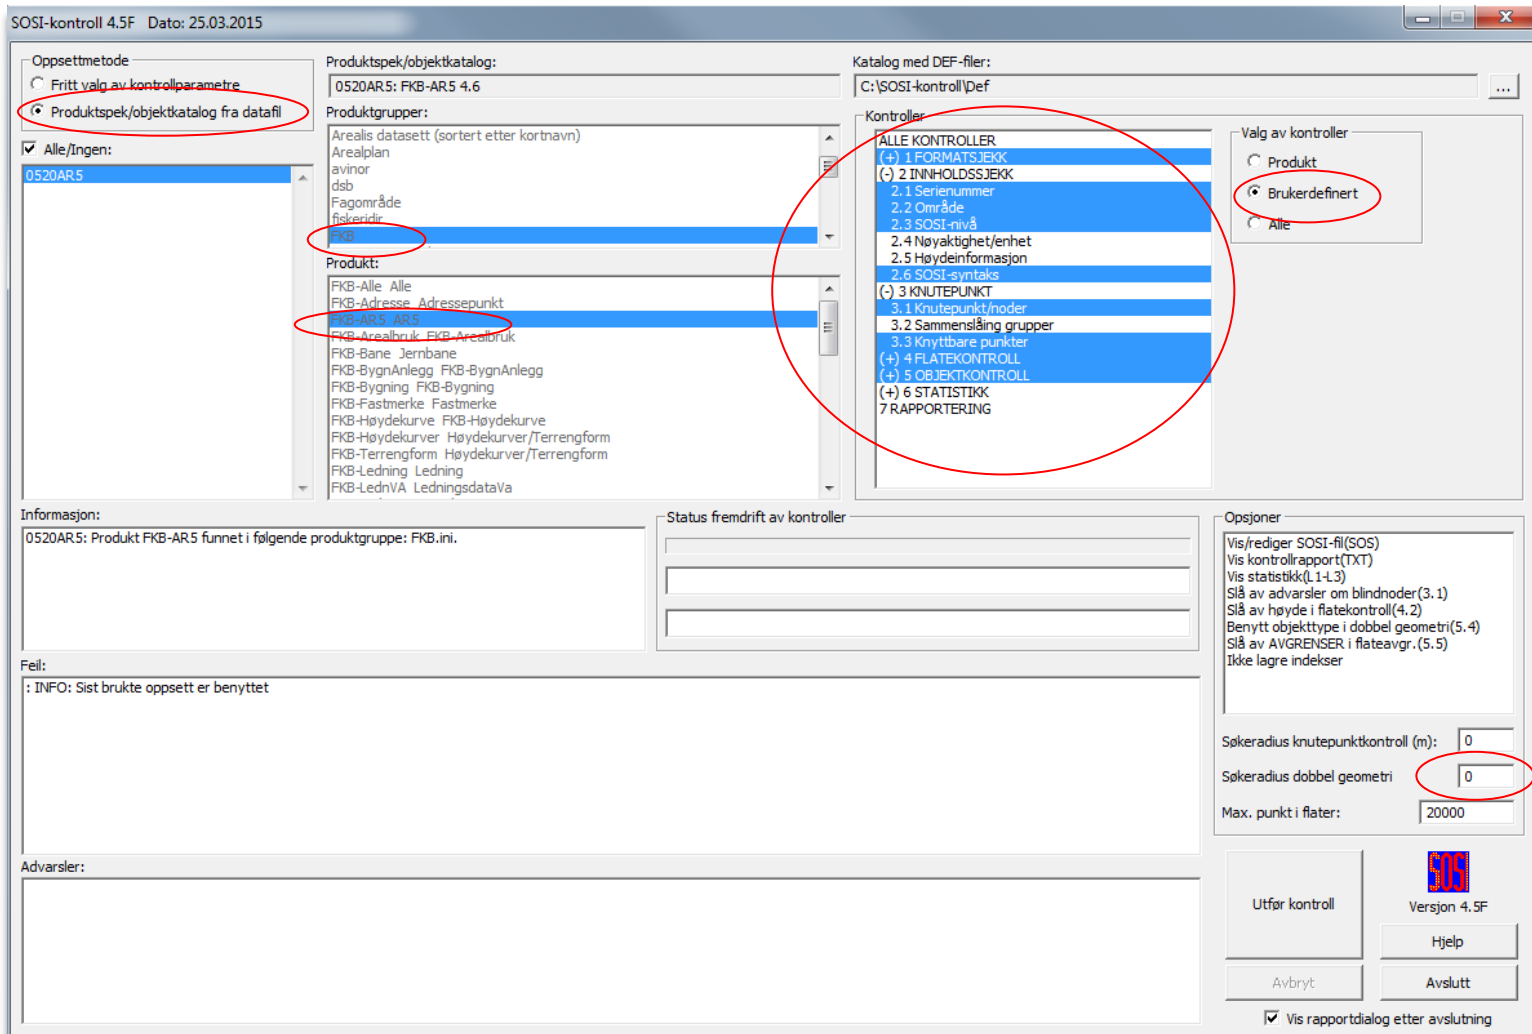 SOSI-kontroll 4.5F   Dato: 25.03.2015
Oppsettmetode
Fritt valg av kontrollparametre
Produktspek/objektkatalog fra datafil
Alle/Ingen:
0520AR5
Produktspek/objektkatalog:
0520AR5: FKB-AR5 4.6
Produktgrupper:
Arealis datasett (sortert etter kortnavn)
Arealplan
avinor
dsb
Fagområde
fiskeridir
FKB
Produkt:
FKB-Alle  Alle
FKB-Adresse  Adressepunkt
FKB-AR5  AR5
FKB-Arealbruk  FKB-Arealbruk
FKB-Bane  Jernbane
FKB-BygnAnlegg  FKB-BygnAnlegg
FKB-Bygning  FKB-Bygning
FKB-Fastmerke  Fastmerke
FKB-Høydekurve  FKB-Høydekurve
FKB-Høydekurver  Høydekurver/Terrengform
FKB-Terrengform  Høydekurver/Terrengform
FKB-Ledning  Ledning
FKB-LednVA  LedningsdataVa
Katalog med DEF-filer:
C:\SOSI-kontroll\Def
...
Kontroller
ALLE KONTROLLER
(+) 1 FORMATSJEKK
(-) 2 INNHOLDSSJEKK
2.1 Serienummer
2.2 Område
2.3 SOSI-nivå
2.4 Nøyaktighet/enhet
2.5 Høydeinformasjon
2.6 SOSI-syntaks
(-) 3 KNUTEPUNKT
3.1 Knutepunkt/noder
3.2 Sammenslåing grupper
3.3 Knyttbare punkter
(+) 4 FLATEKONTROLL
(+) 5 OBJEKTKONTROLL
(+) 6 STATISTIKK
7 RAPPORTERING
Valg av kontroller
Produkt
Brukerdefinert
Alle
Informasjon:
0520AR5: Produkt FKB-AR5 funnet i følgende produktgruppe: FKB.ini.
Status fremdrift av kontroller
Opsjoner
Vis/rediger SOSI-fil(SOS)
Vis kontrollrapport(TXT)
Vis statistikk(L1-L3)
Slå av advarsler om blindnoder(3.1)
Slå av høyde i flatekontroll(4.2)
Benytt objekttype i dobbel geometri(5.4)
Slå av AVGRENSER i flateavgr.(5.5)
Ikke lagre indekser
Søkeradius knutepunktkontroll (m): 0
Søkeradius dobbel geometri 0
Max. punkt i flater: 20000
Feil:
: INFO: Sist brukte oppsett er benyttet
Advarsler:
Utfør kontroll
SOSI
Versjon 4.5F
Hjelp
Avbryt
Avslutt
Vis rapportdialog etter avslutning